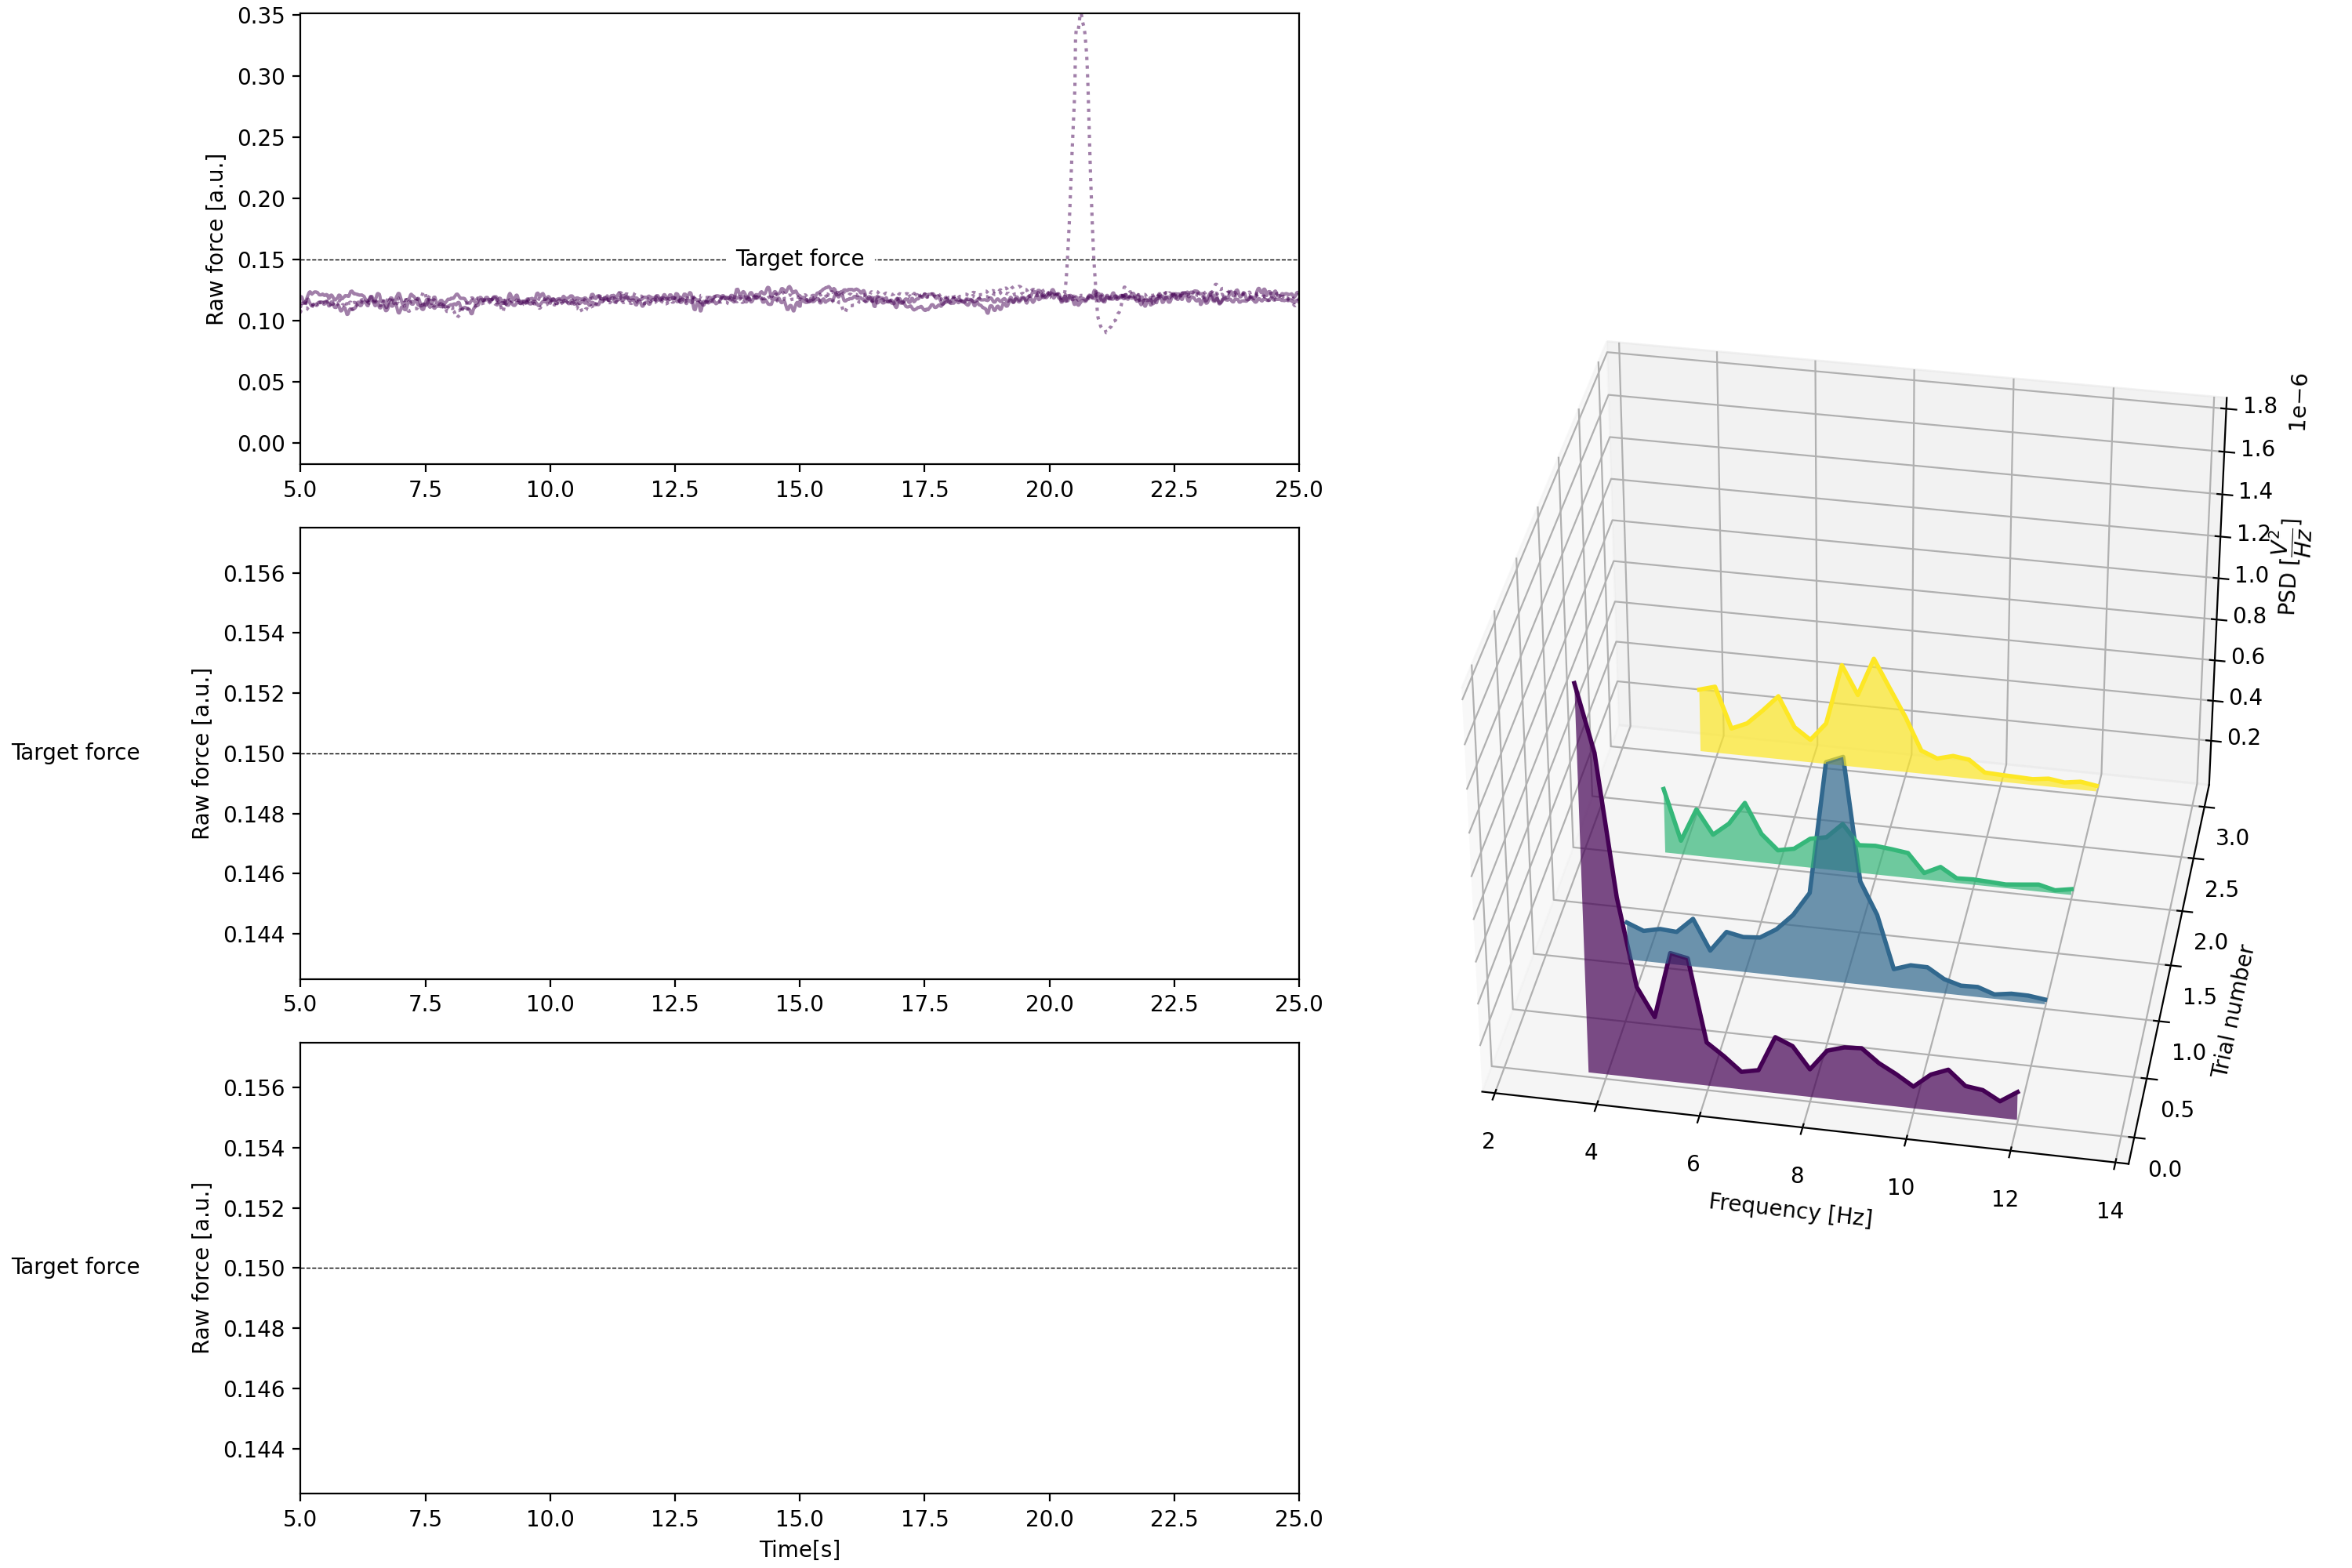 0.35
0.30
0.25
0.20
0.15
0.10
0.05
0.00
Raw force [a.u.]
Target force
5.0 7.5 10.0 12.5 15.0 17.5 20.0 22.5 25.0
0.156
0.154
0.152
0.150
0.148
0.146
0.144
Raw force [a.u.]
Target force
5.0 7.5 10.0 12.5 15.0 17.5 20.0 22.5 25.0
0.156
0.154
0.152
0.150
0.148
0.146
0.144
Raw force [a.u.]
Target force
5.0 7.5 10.0 12.5 15.0 17.5 20.0 22.5 25.0
Time[s]
1e−6
1.8
1.6
1.4
1.2
1.0
0.8
0.6
0.4
0.2
PSD [V²/Hz]
3.0
2.5
2.0
1.5
1.0
0.5
0.0
Trial number
2 4 6 8 10 12 14
Frequency [Hz]